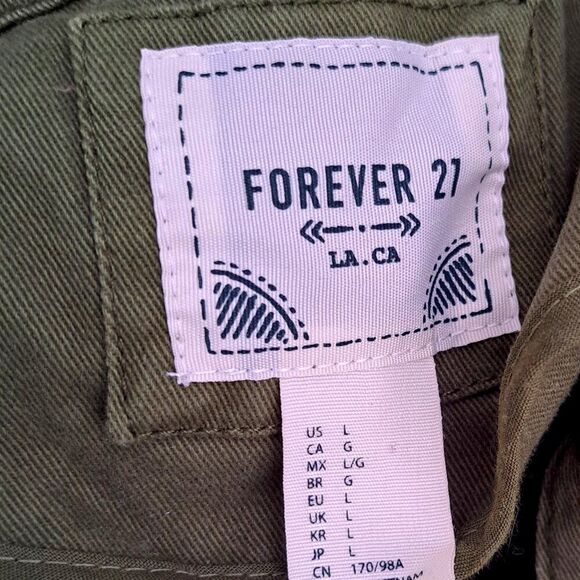 FOREVER 21
LA.CA
US L
CA G
MX L/G
BR G
EU L
UK L
KR L
JP L
CN 170/98A